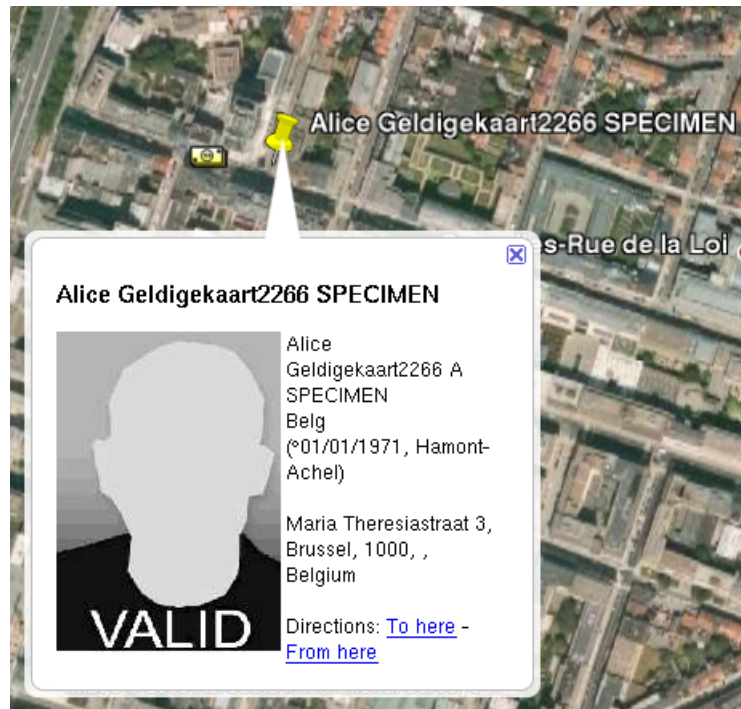 Alice Geldigekaart2266 SPECIMEN
s-Rue de la Loi
Alice Geldigekaart2266 SPECIMEN
Alice
Geldigekaart2266 A
SPECIMEN
Belg
(°01/01/1971, Hamont-
Achel)
Maria Theresiastraat 3,
Brussel, 1000, ,
Belgium
Directions: To here -
From here
VALID